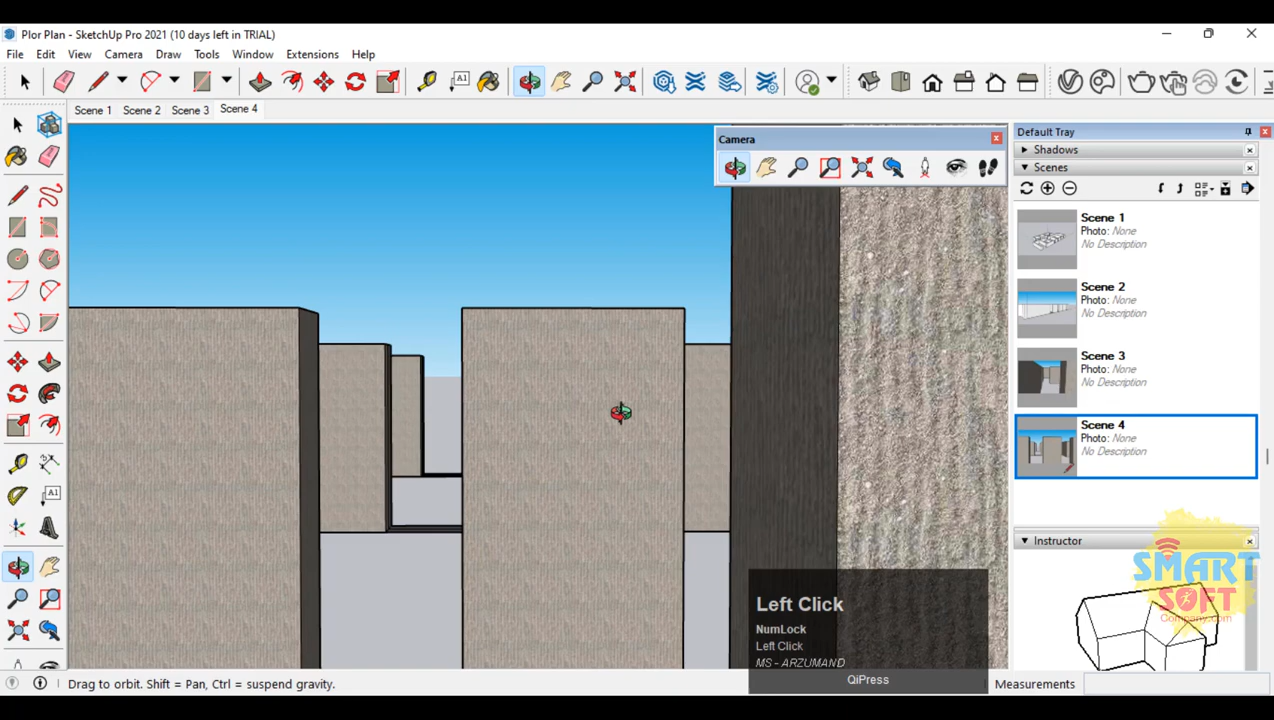 Plor Plan - SketchUp Pro 2021 (10 days left in TRIAL)
File Edit View Camera Draw Tools Window Extensions Help
A1
Scene 1 Scene 2 Scene 3 Scene 4
Camera
Default Tray
Shadows
Scenes
Scene 1
Photo: None
No Description
Scene 2
Photo: None
No Description
Scene 3
Photo: None
No Description
Scene 4
Photo: None
No Description
A1
Instructor
SMART
SOFT
Company.com
Left Click
NumLock
Left Click
MS - ARZUMAND
QiPress
Drag to orbit. Shift = Pan, Ctrl = suspend gravity.
Measurements